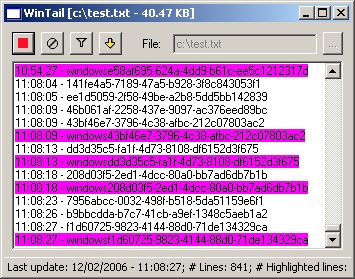 WinTail [c:\test.txt - 40.47 KB]
File: c:\test.txt ...
10:54:27 - windowse58af695-624a-4dd9-b61c-ee5c1212317d
11:08:04 - 141fe4a5-7189-47a5-b928-3f8c843053f1
11:08:05 - ee1d5059-2f58-49be-a2b8-5dd5bb142839
11:08:09 - 46b061af-2258-437e-9097-ac376eed89bc
11:08:09 - 43bf46e7-3796-4c38-afbc-212c07803ac2
11:08:09 - windows43bf46e7-3796-4c38-afbc-212c07803ac2
11:08:13 - dd3d35c5-fa1f-4d73-8108-df6152d3f675
11:08:13 - windowsdd3d35c5-fa1f-4d73-8108-df6152d3f675
11:08:18 - 208d03f5-2ed1-4dcc-80a0-bb7ad6db7b1b
11:08:18 - windows208d03f5-2ed1-4dcc-80a0-bb7ad6db7b1b
11:08:23 - 7956abcc-0032-498f-b518-5da51159e6f1
11:08:26 - b9bbcdda-b7c7-41cb-a9ef-1abc67c1aec2
11:08:27 - f1d60725-9823-4144-88d0-71de134329ca
11:08:27 - windowsf1d60725-9823-4144-88d0-71de134329ca
Last update: 12/02/2006 - 11:08:27; # Lines: 841; # Highlighted lines: